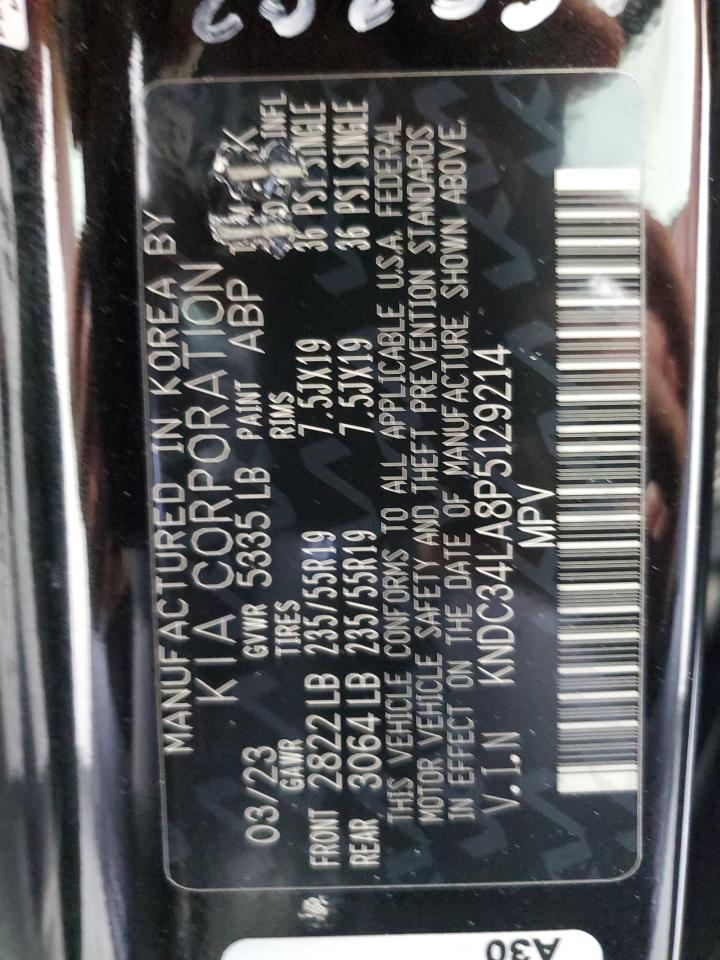 MANUFACTURED IN KOREA BY
KIA CORPORATION
03/23 GVWR 5335 LB PAINT ABP
GAWR TIRES RIMS INFL
FRONT 2822 LB 235/55R19 7.5JX19 36 PSI SINGLE
REAR 3064 LB 235/55R19 7.5JX19 36 PSI SINGLE
THIS VEHICLE CONFORMS TO ALL APPLICABLE U.S.A. FEDERAL
MOTOR VEHICLE SAFETY AND THEFT PREVENTION STANDARDS
IN EFFECT ON THE DATE OF MANUFACTURE SHOWN ABOVE.
V.I.N KNDC34LA8P5129214
MPV
A30